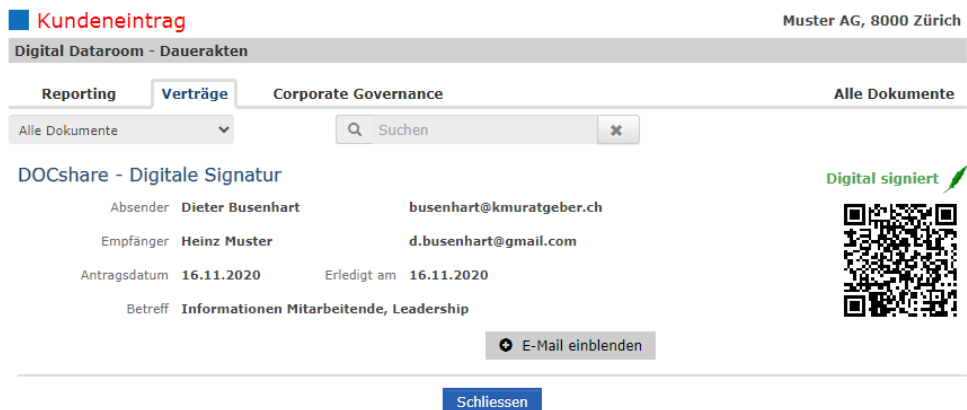 Kundeneintrag Muster AG, 8000 Zürich
Digital Dataroom - Dauerakten
Reporting Verträge Corporate Governance Alle Dokumente
Alle Dokumente Suchen
DOCshare - Digitale Signatur Digital signiert
Absender Dieter Busenhart busenhart@kmuratgeber.ch
Empfänger Heinz Muster d.busenhart@gmail.com
Antragsdatum 16.11.2020 Erledigt am 16.11.2020
Betreff Informationen Mitarbeitende, Leadership
E-Mail einblenden
Schliessen